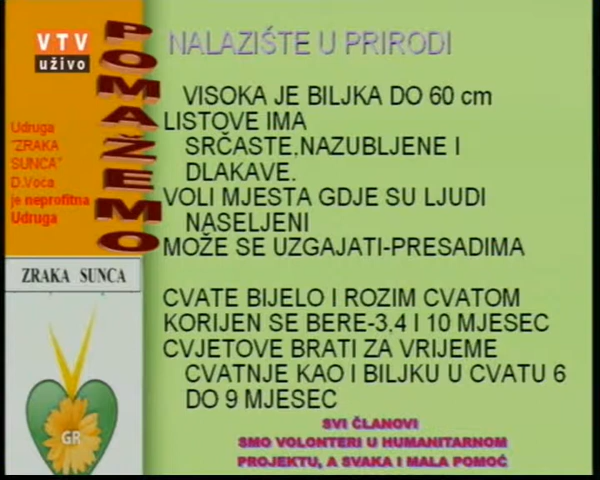 VTV
uživo
POMAŽEMO
Udruga
"ZRAKA
SUNCA"
D.Voća
je neprofitna
Udruga
ZRAKA SUNCA
GR
NALAZIŠTE U PRIRODI
VISOKA JE BILJKA DO 60 cm
LISTOVE IMA
SRČASTE,NAZUBLJENE I
DLAKAVE.
VOLI MJESTA GDJE SU LJUDI
NASELJENI
MOŽE SE UZGAJATI-PRESADIMA
CVATE BIJELO I ROZIM CVATOM
KORIJEN SE BERE-3.4 I 10 MJESEC
CVJETOVE BRATI ZA VRIJEME
CVATNJE KAO I BILJKU U CVATU 6
DO 9 MJESEC
SVI ČLANOVI
SMO VOLONTERI U HUMANITARNOM
PROJEKTU, A SVAKA I MALA POMOĆ